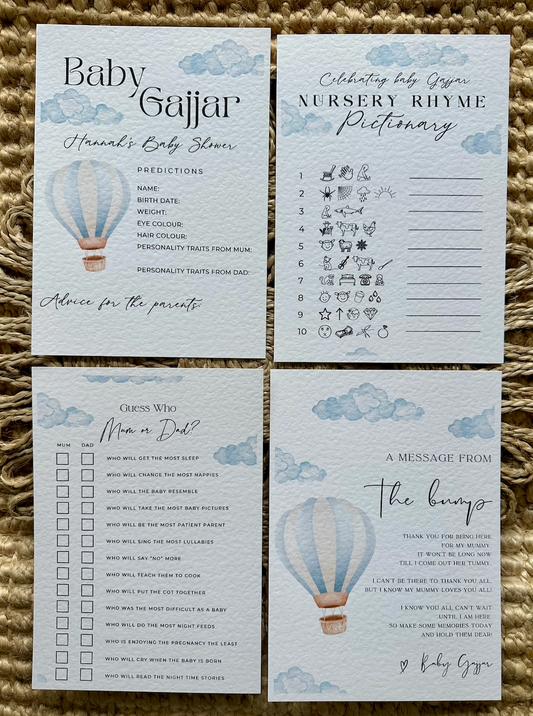 Baby
Gajjar
Hannah's Baby Shower
PREDICTIONS
NAME:
BIRTH DATE:
WEIGHT:
EYE COLOUR:
HAIR COLOUR:
PERSONALITY TRAITS FROM MUM:
PERSONALITY TRAITS FROM DAD:
Advice for the parents:
Celebrating baby Gajjar
NURSERY RHYME
Pictionary
1
2
3
4
5
6
7
8
9
10
Guess Who
Mum or Dad?
MUM DAD
WHO WILL GET THE MOST SLEEP
WHO WILL CHANGE THE MOST NAPPIES
WHO WILL THE BABY RESEMBLE
WHO WILL TAKE THE MOST BABY PICTURES
WHO WILL BE THE MOST PATIENT PARENT
WHO WILL SING THE MOST LULLABIES
WHO WILL SAY "NO" MORE
WHO WILL TEACH THEM TO COOK
WHO WILL PUT THE COT TOGETHER
WHO WAS THE MOST DIFFICULT AS A BABY
WHO WILL DO THE MOST NIGHT FEEDS
WHO IS ENJOYING THE PREGNANCY THE LEAST
WHO WILL CRY WHEN THE BABY IS BORN
WHO WILL READ THE NIGHT TIME STORIES
A MESSAGE FROM
The bump
THANK YOU FOR BEING HERE
FOR MY MUMMY.
IT WON'T BE LONG NOW
TILL I COME OUT HER TUMMY.
I CAN'T BE THERE TO THANK YOU ALL,
BUT I KNOW MY MUMMY LOVES YOU ALL!
I KNOW YOU ALL CAN'T WAIT
UNTIL I AM HERE.
SO MAKE SOME MEMORIES TODAY
AND HOLD THEM DEAR!
Baby Gajjar